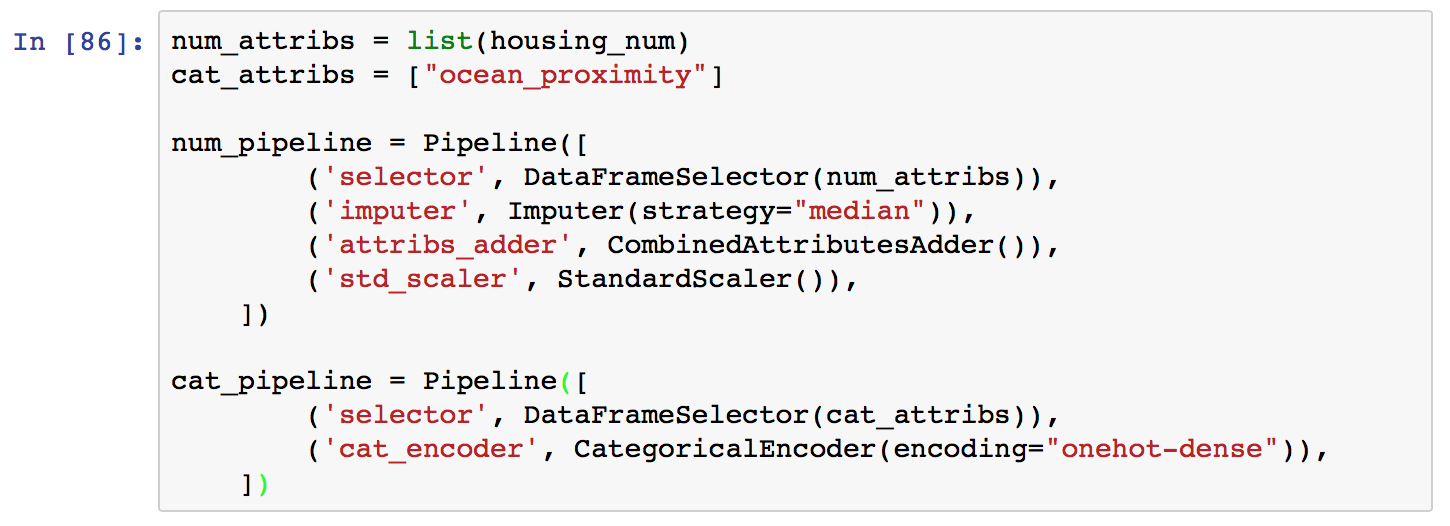 In [86]:
num_attribs = list(housing_num)
cat_attribs = ["ocean_proximity"]
num_pipeline = Pipeline([
('selector', DataFrameSelector(num_attribs)),
('imputer', Imputer(strategy="median")),
('attribs_adder', CombinedAttributesAdder()),
('std_scaler', StandardScaler()),
])
cat_pipeline = Pipeline([
('selector', DataFrameSelector(cat_attribs)),
('cat_encoder', CategoricalEncoder(encoding="onehot-dense")),
])